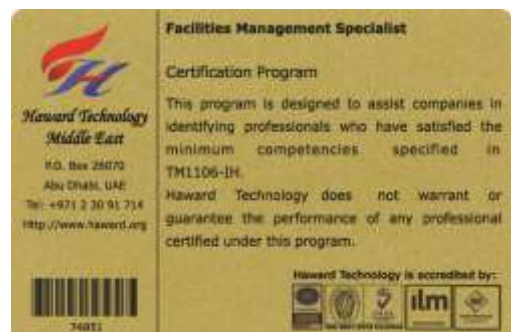 Haward Technology
Middle East
P.O. Box 26070
Abu Dhabi, UAE
Tel: +971 2 30 91 714
Http://www.haward.org
Facilities Management Specialist
Certification Program
This program is designed to assist companies in
identifying professionals who have satisfied the
minimum competencies specified in
TM1106-IH.
Haward Technology does not warrant or
guarantee the performance of any professional
certified under this program.
Haward Technology is accredited by:
ilm